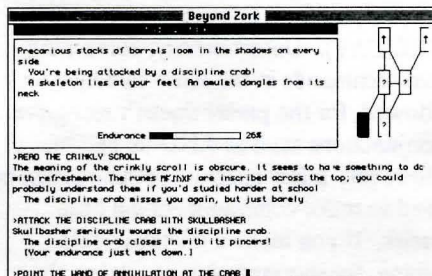 Beyond Zork
Precarious stacks of barrels loom in the shadows on every
side
You're being attacked by a discipline crab!
A skeleton lies at your feet. An amulet dangles from its
neck
Endurance 26%
>READ THE CRINKLY SCROLL
The meaning of the crinkly scroll is obscure. It seems to have something to do
with refreshment. The runes are inscribed across the top, you could
probably understand them if you'd studied harder at school
The discipline crab misses you again, but just barely
>ATTACK THE DISCIPLINE CRAB WITH SKULLBASHER
Skullbasher seriously wounds the discipline crab
The discipline crab closes in with its pincers!
[Your endurance just went down.]
>POINT THE WAND OF ANNIHILATION AT THE CRAB
? ? ?